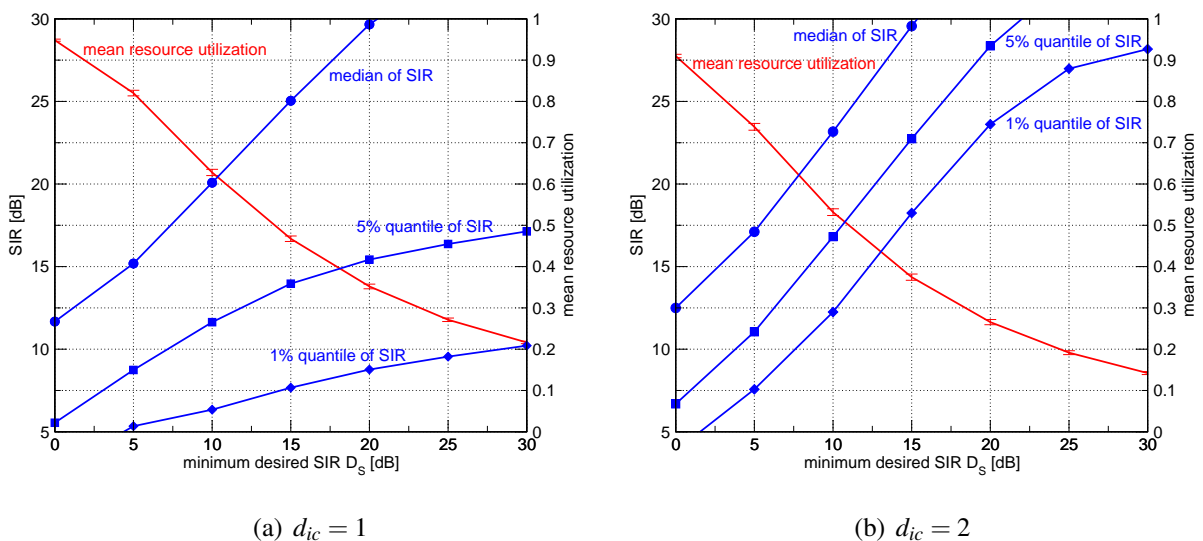 30
25
20
15
10
5
SIR [dB]
mean resource utilization
median of SIR
5% quantile of SIR
1% quantile of SIR
1
0.9
0.8
0.7
0.6
0.5
0.4
0.3
0.2
0.1
0
mean resource utilization
0 5 10 15 20 25 30
minimum desired SIR D_S [dB]
(a) d_{ic} = 1
30
25
20
15
10
5
SIR [dB]
median of SIR
5% quantile of SIR
mean resource utilization
1% quantile of SIR
1
0.9
0.8
0.7
0.6
0.5
0.4
0.3
0.2
0.1
0
mean resource utilization
0 5 10 15 20 25 30
minimum desired SIR D_S [dB]
(b) d_{ic} = 2